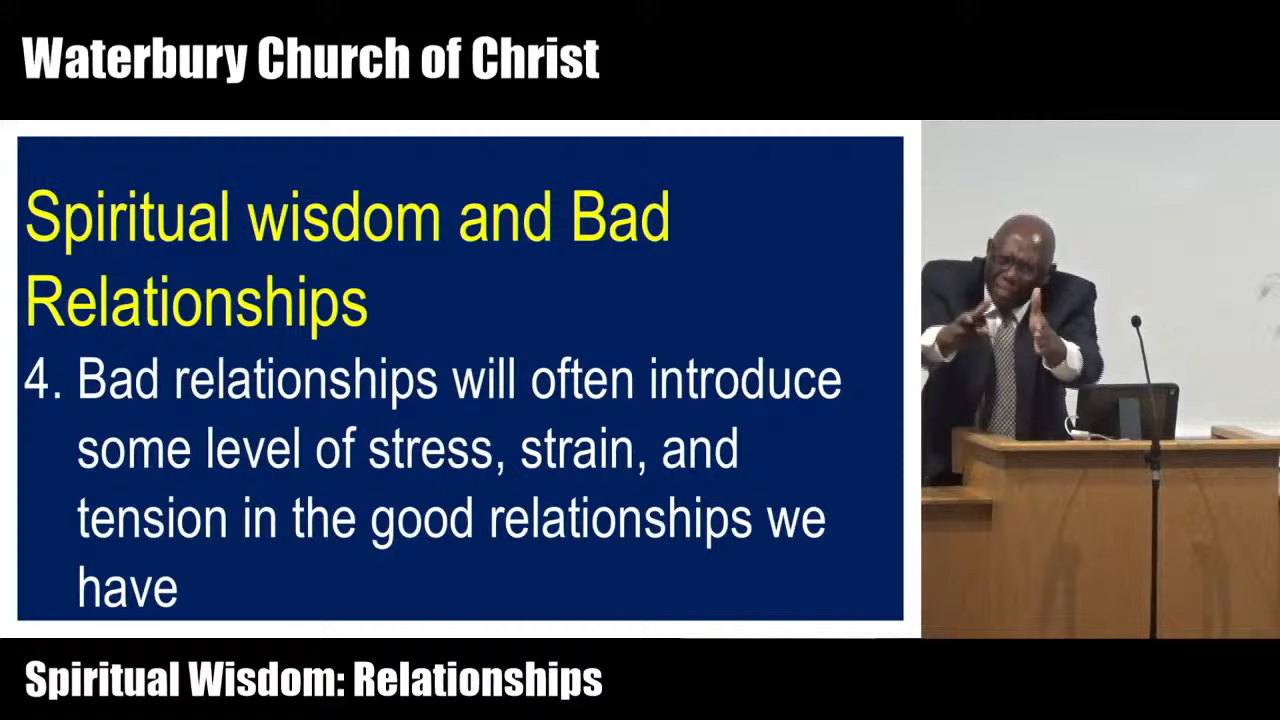 Waterbury Church of Christ
Spiritual wisdom and Bad
Relationships
4. Bad relationships will often introduce
some level of stress, strain, and
tension in the good relationships we
have
Spiritual Wisdom: Relationships